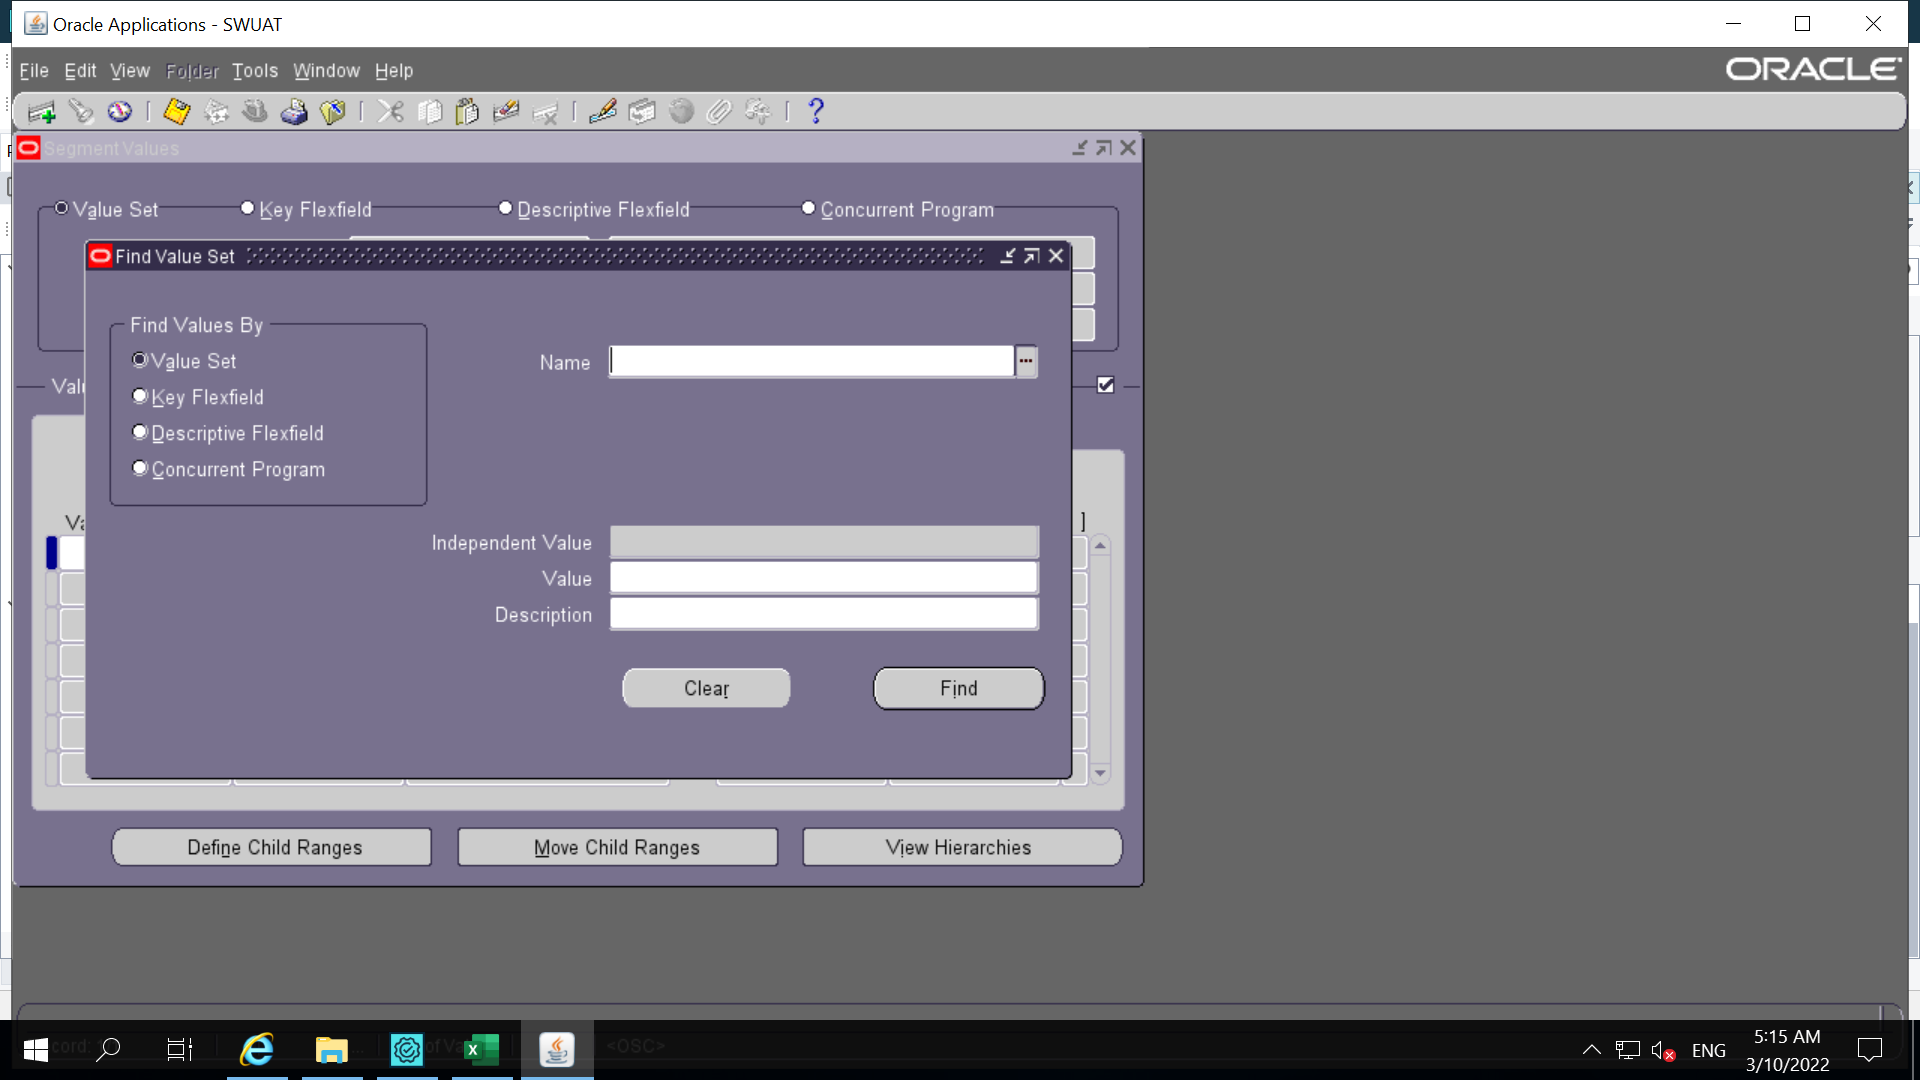 Oracle Applications - SWUAT
File Edit View Folder Tools Window Help
ORACLE
Segment Values
Value Set Key Flexfield Descriptive Flexfield Concurrent Program
Find Value Set
Find Values By
Value Set
Key Flexfield
Descriptive Flexfield
Concurrent Program
Name
Independent Value
Value
Description
Clear Find
]
Define Child Ranges Move Child Ranges View Hierarchies
<OSC>
ENG
5:15 AM
3/10/2022